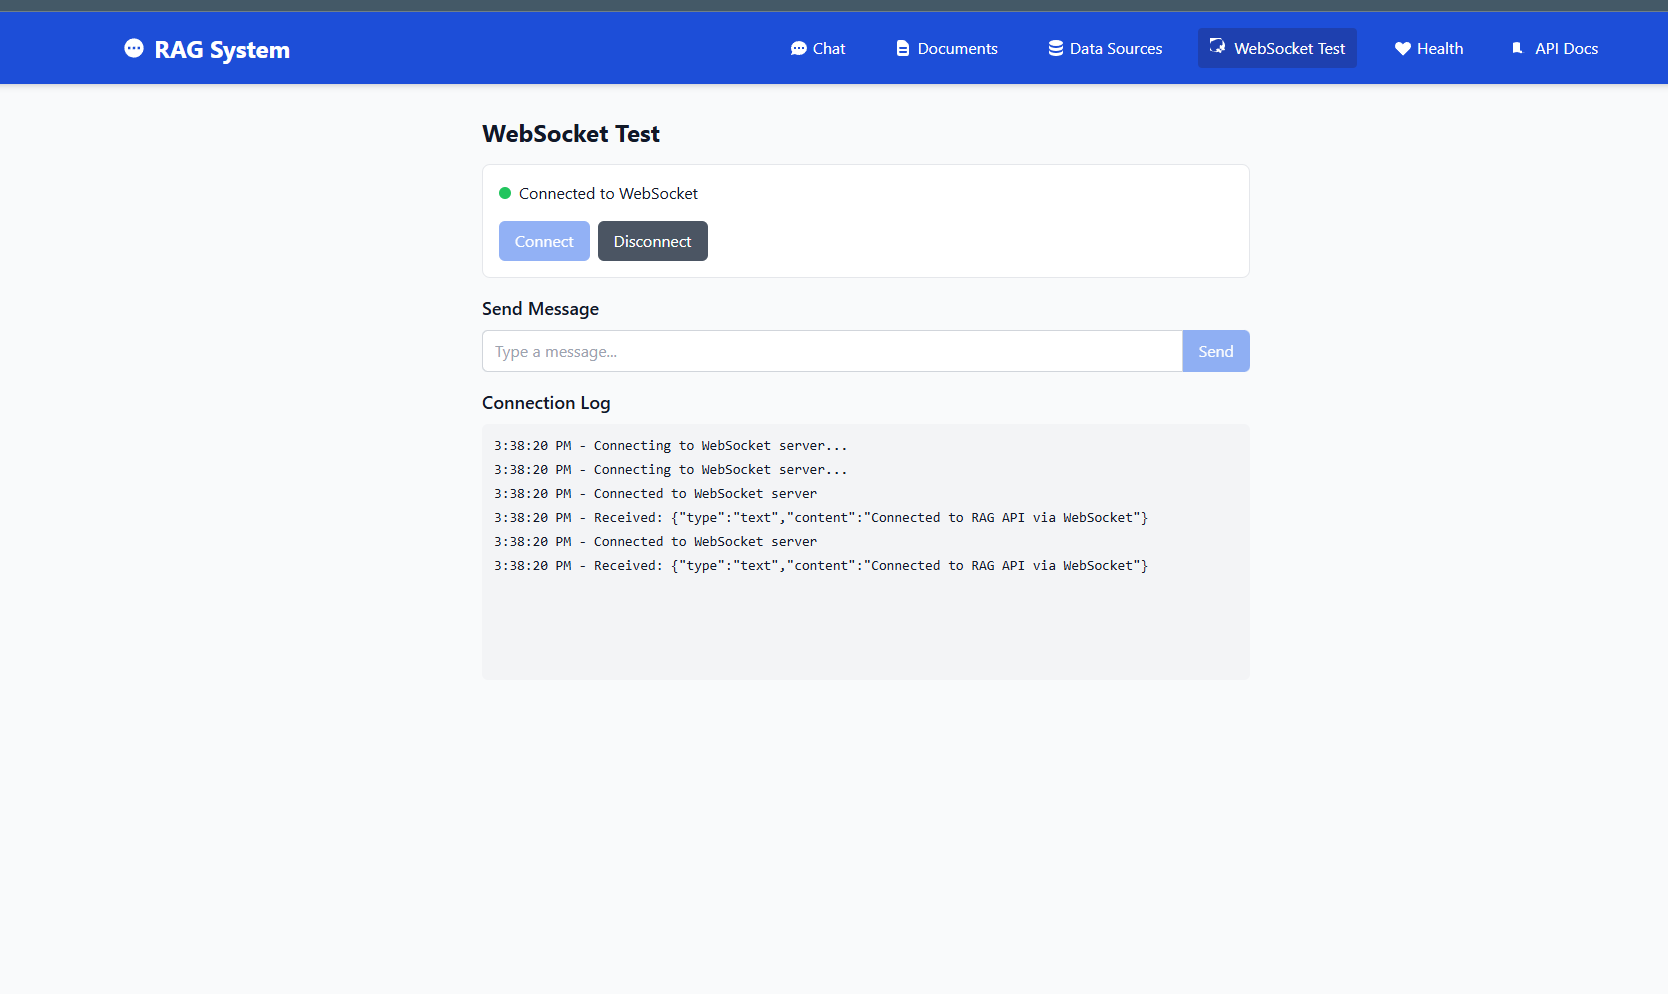 RAG System
Chat
Documents
Data Sources
WebSocket Test
Health
API Docs
WebSocket Test
Connected to WebSocket
Connect
Disconnect
Send Message
Type a message...
Send
Connection Log
3:38:20 PM - Connecting to WebSocket server...
3:38:20 PM - Connecting to WebSocket server...
3:38:20 PM - Connected to WebSocket server
3:38:20 PM - Received: {"type":"text","content":"Connected to RAG API via WebSocket"}
3:38:20 PM - Connected to WebSocket server
3:38:20 PM - Received: {"type":"text","content":"Connected to RAG API via WebSocket"}